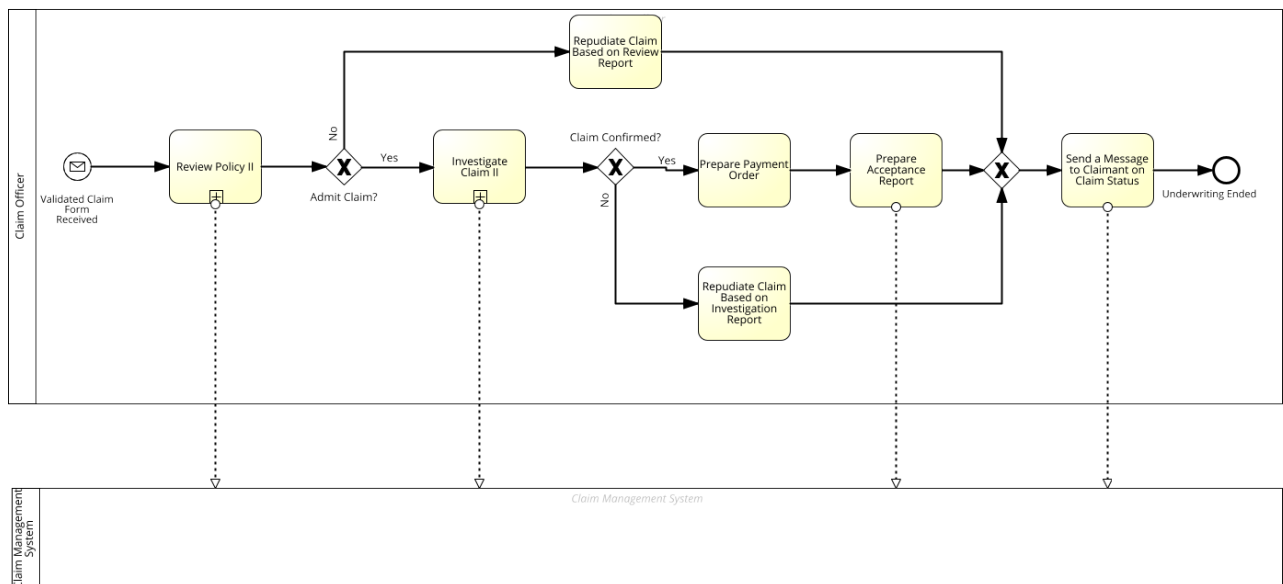 Claim Officer
Validated Claim
Form
Received
Review Policy II
No
Yes
Admit Claim?
Repudiate Claim
Based on Review
Report
Investigate
Claim II
Claim Confirmed?
Yes
No
Prepare Payment
Order
Prepare
Acceptance
Report
Repudiate Claim
Based on
Investigation
Report
Send a Message
to Claimant on
Claim Status
Underwriting Ended
Claim Management
System
Claim Management System